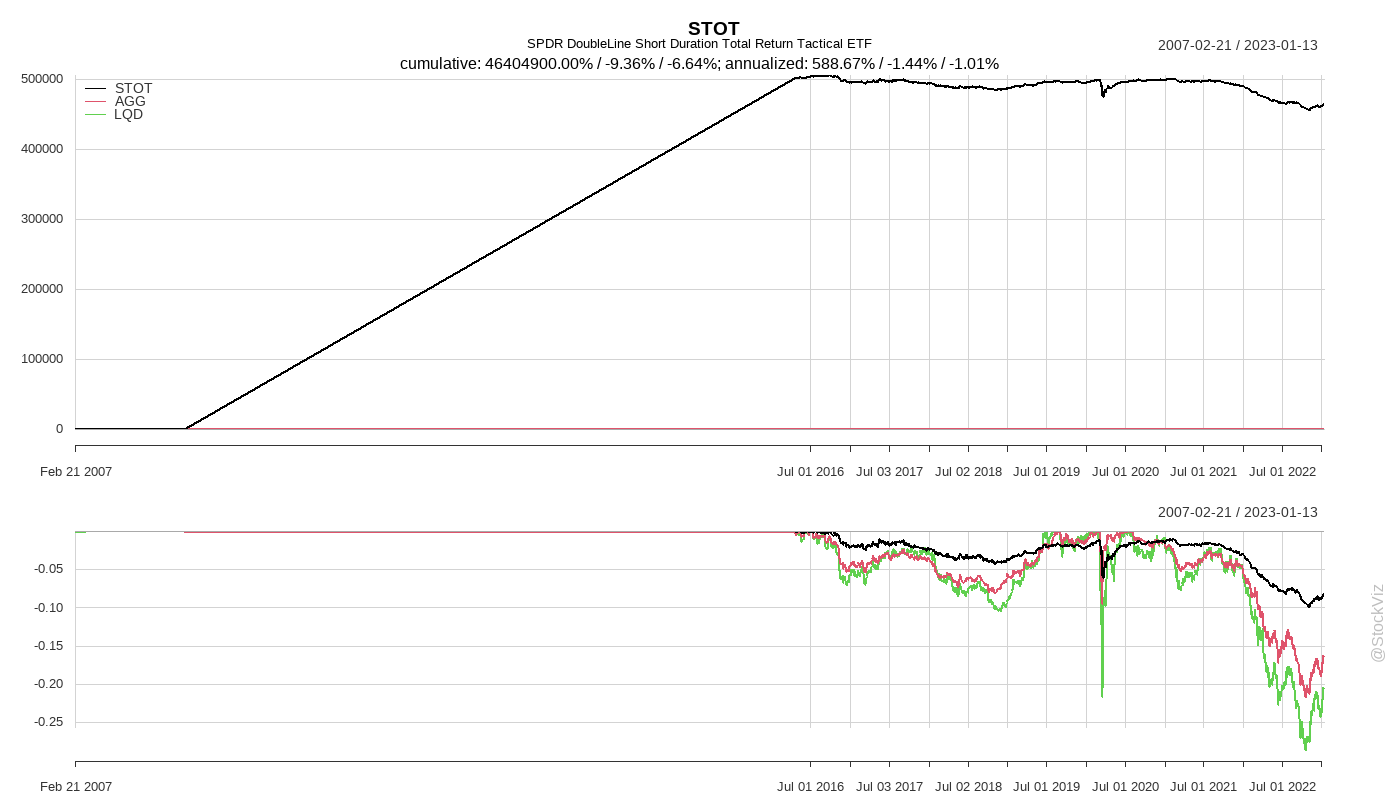 STOT
SPDR DoubleLine Short Duration Total Return Tactical ETF
2007-02-21 / 2023-01-13
cumulative: 46404900.00% / -9.36% / -6.64%; annualized: 588.67% / -1.44% / -1.01%
STOT
AGG
LQD
500000
400000
300000
200000
100000
0
Feb 21 2007 Jul 01 2016 Jul 03 2017 Jul 02 2018 Jul 01 2019 Jul 01 2020 Jul 01 2021 Jul 01 2022
2007-02-21 / 2023-01-13
-0.05
-0.10
-0.15
-0.20
-0.25
Feb 21 2007 Jul 01 2016 Jul 03 2017 Jul 02 2018 Jul 01 2019 Jul 01 2020 Jul 01 2021 Jul 01 2022
@StockViz